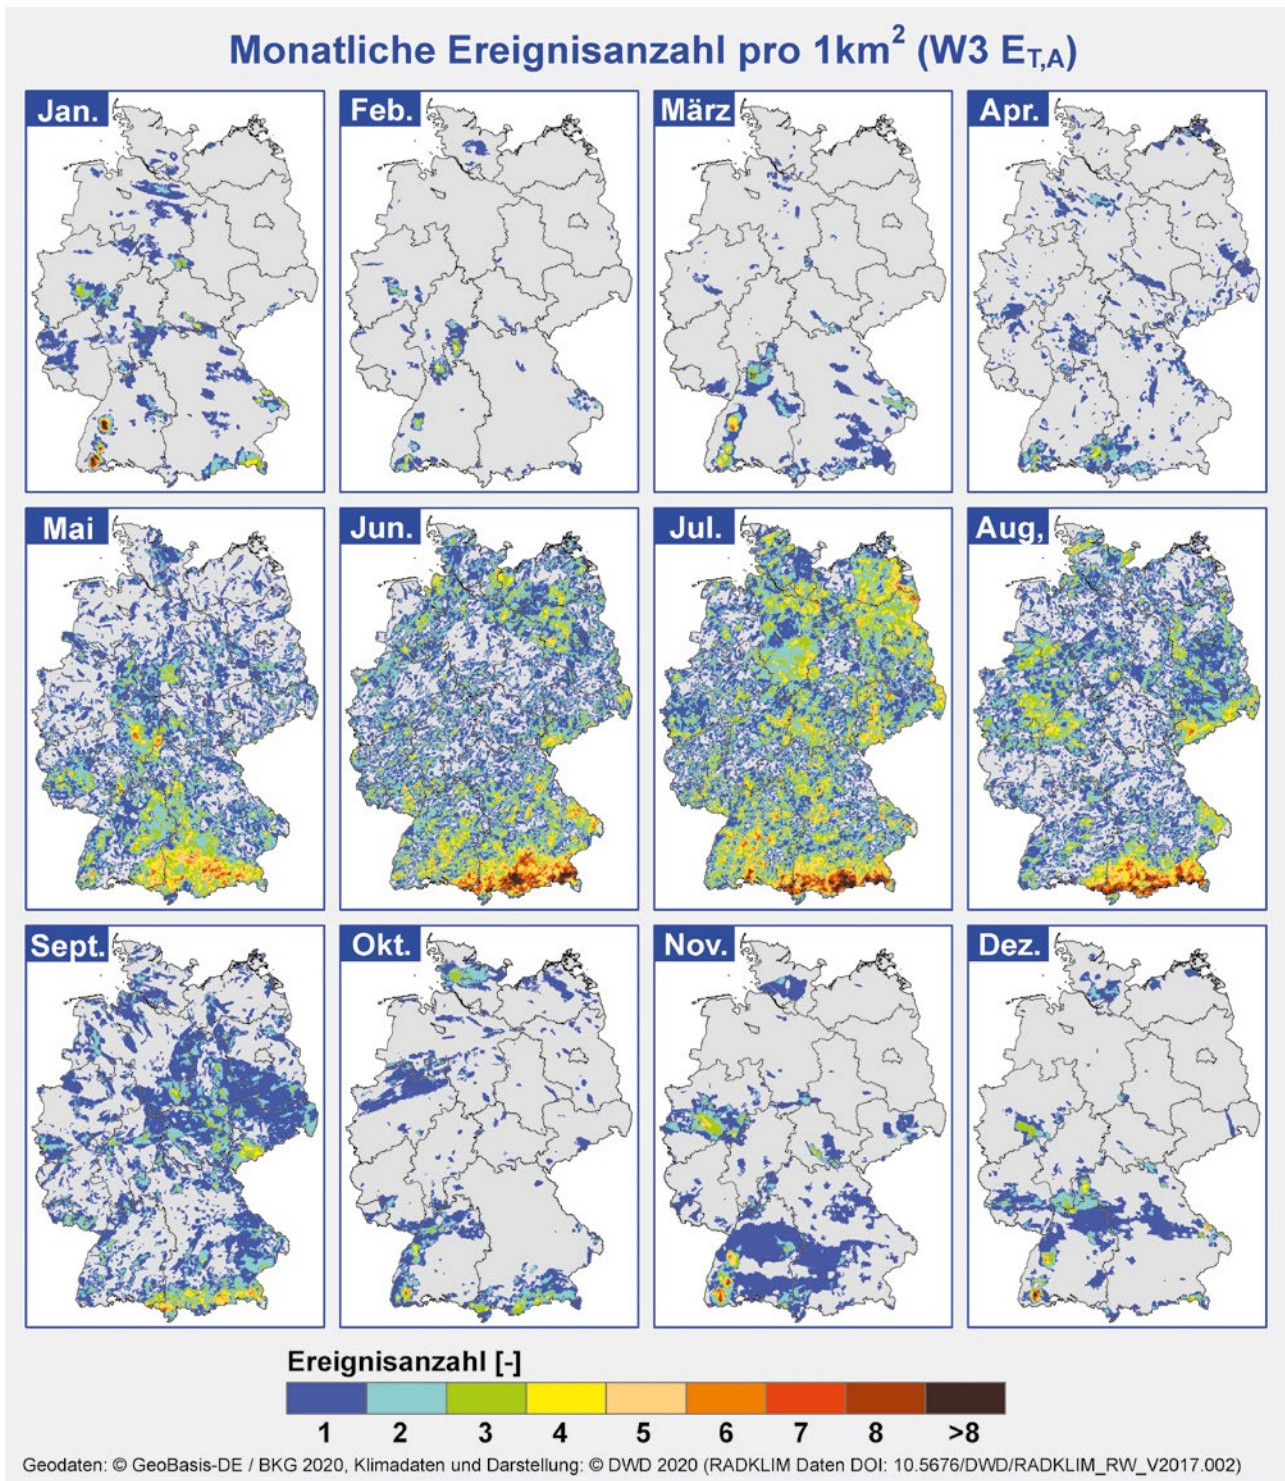 Monatliche Ereignisanzahl pro 1km² (W3 E_T,A)
Jan.
Feb.
März
Apr.
Mai
Jun.
Jul.
Aug,
Sept.
Okt.
Nov.
Dez.
Ereignisanzahl [-]
1 2 3 4 5 6 7 8 >8
Geodaten: © GeoBasis-DE / BKG 2020, Klimadaten und Darstellung: © DWD 2020 (RADKLIM Daten DOI: 10.5676/DWD/RADKLIM_RW_V2017.002)